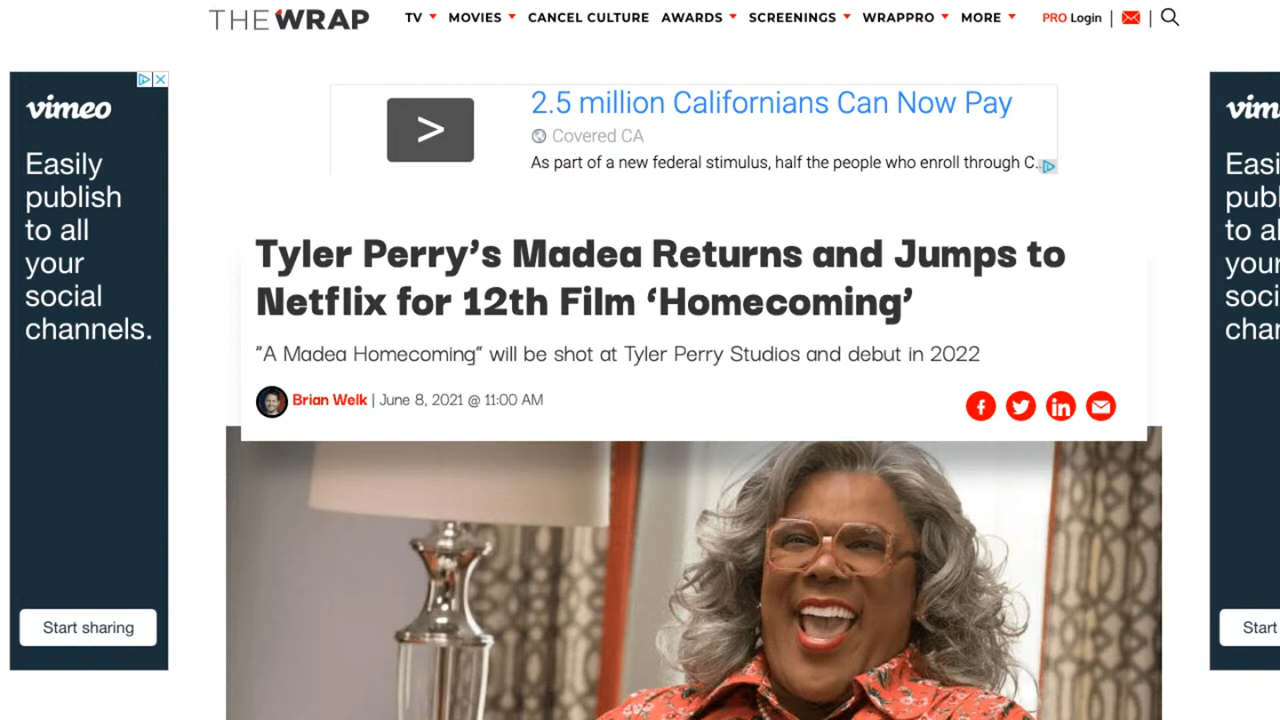 THE WRAP
TV MOVIES CANCEL CULTURE AWARDS SCREENINGS WRAPPRO MORE PRO Login
vimeo
Easily
publish
to all
your
social
channels.
Start sharing
>
2.5 million Californians Can Now Pay
Covered CA
As part of a new federal stimulus, half the people who enroll through C...
Tyler Perry’s Madea Returns and Jumps to
Netflix for 12th Film ‘Homecoming’
”A Madea Homecoming“ will be shot at Tyler Perry Studios and debut in 2022
Brian Welk | June 8, 2021 @ 11:00 AM
vim
Easi
publ
to al
your
soci
char
Start